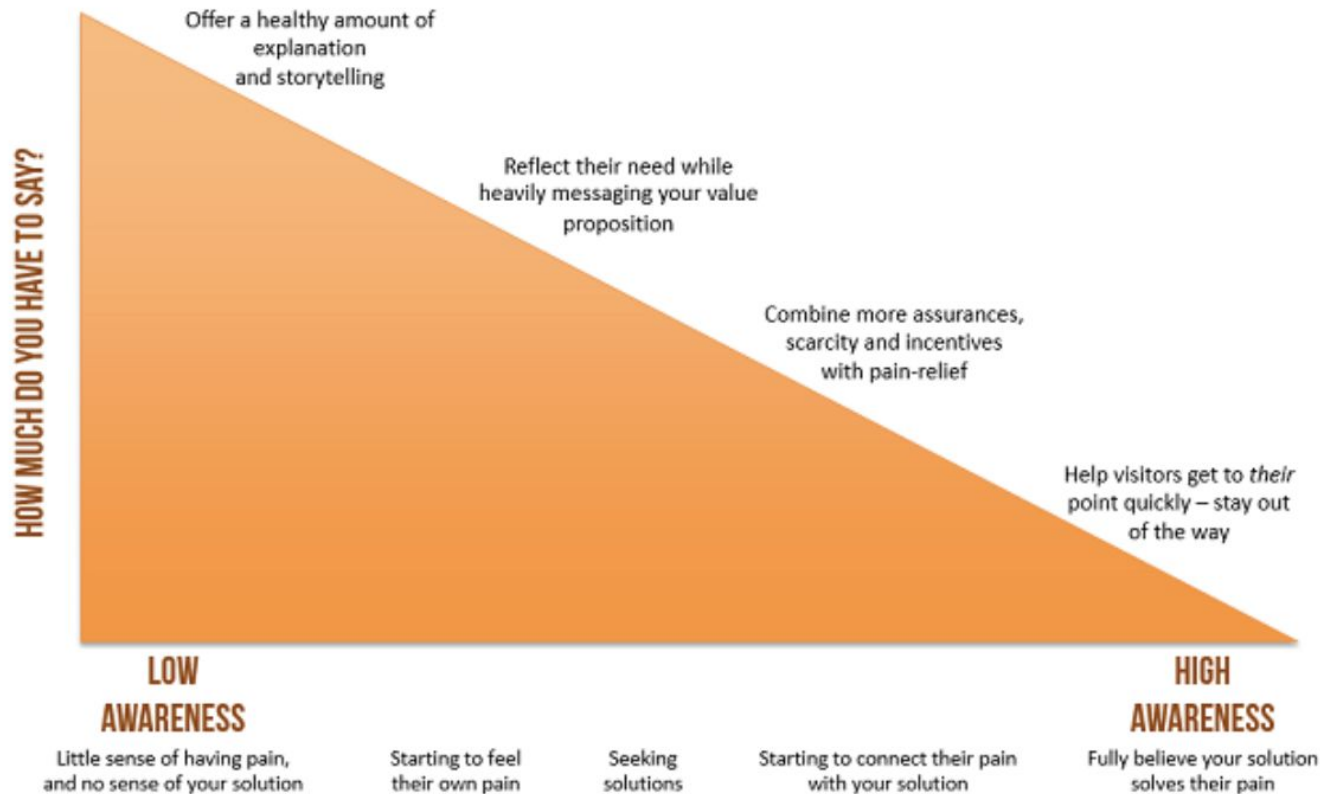 Offer a healthy amount of
explanation
and storytelling
Reflect their need while
heavily messaging your value
proposition
Combine more assurances,
scarcity and incentives
with pain-relief
Help visitors get to their
point quickly – stay out
of the way
HOW MUCH DO YOU HAVE TO SAY?
LOW
AWARENESS
HIGH
AWARENESS
Little sense of having pain,
and no sense of your solution
Starting to feel
their own pain
Seeking
solutions
Starting to connect their pain
with your solution
Fully believe your solution
solves their pain